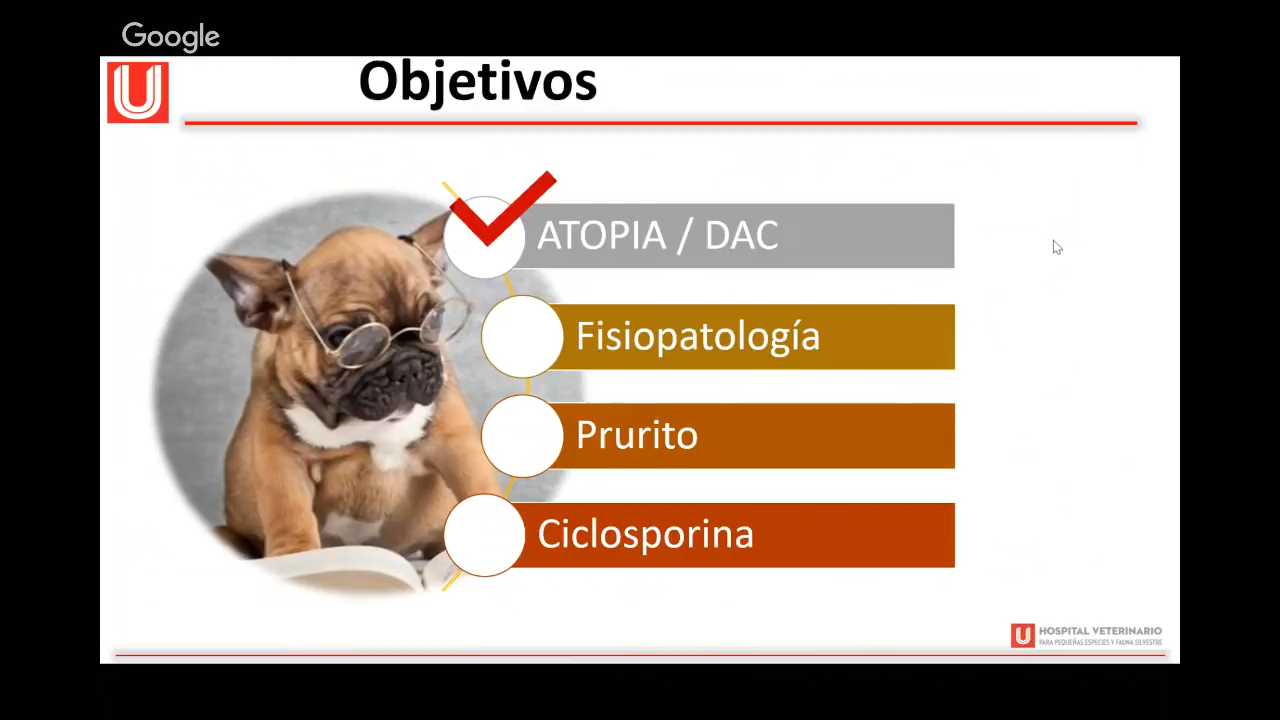 Google
U
Objetivos
ATOPIA / DAC
Fisiopatología
Prurito
Ciclosporina
U HOSPITAL VETERINARIO
PARA PEQUEÑAS ESPECIES Y FAUNA SILVESTRE